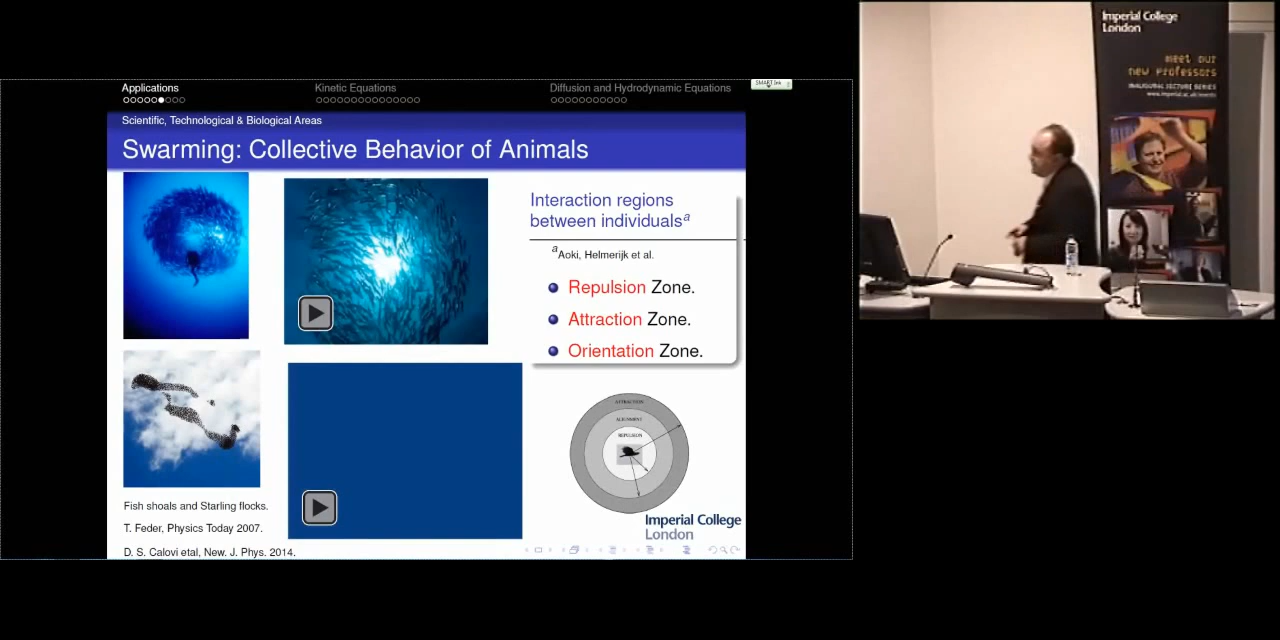 Applications
Kinetic Equations
Diffusion and Hydrodynamic Equations
SMART Ink
Scientific, Technological & Biological Areas
Swarming: Collective Behavior of Animals
Interaction regions
between individualsa
aAoki, Helmerijk et al.
Repulsion Zone.
Attraction Zone.
Orientation Zone.
ATTRACTION
ALIGNMENT
REPULSION
Fish shoals and Starling flocks.
T. Feder, Physics Today 2007.
D. S. Calovi etal, New. J. Phys. 2014.
Imperial College
London
Imperial College
London
meet our
new professors
INAUGURAL LECTURE SERIES